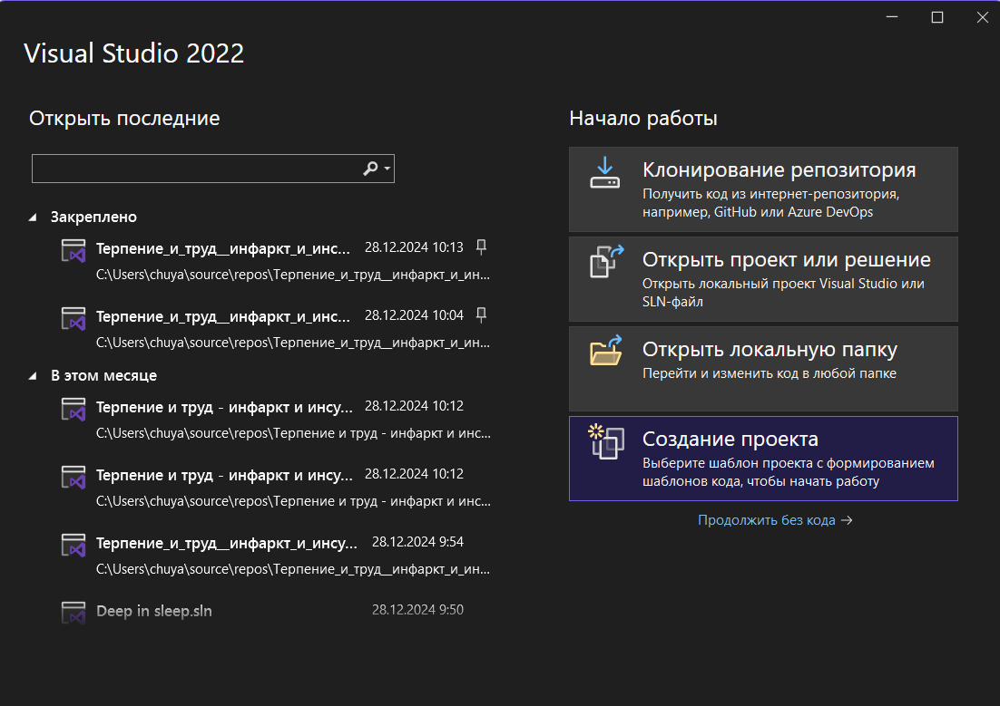 Visual Studio 2022
Открыть последние
Закреплено
Терпение_и_труд__инфаркт_и_инс... 28.12.2024 10:13
C:\Users\chuya\source\repos\Терпение_и_труд__инфаркт_и_ин...
Терпение_и_труд__инфаркт_и_инс... 28.12.2024 10:04
C:\Users\chuya\source\repos\Терпение_и_труд__инфаркт_и_ин...
В этом месяце
Терпение и труд - инфаркт и инсу... 28.12.2024 10:12
C:\Users\chuya\source\repos\Терпение и труд - инфаркт и инс...
Терпение и труд - инфаркт и инсу... 28.12.2024 10:12
C:\Users\chuya\source\repos\Терпение и труд - инфаркт и инс...
Терпение_и_труд__инфаркт_и_инсу... 28.12.2024 9:54
C:\Users\chuya\source\repos\Терпение_и_труд__инфаркт_и_ин...
Deep in sleep.sln 28.12.2024 9:50
Начало работы
Клонирование репозитория
Получить код из интернет-репозитория,
например, GitHub или Azure DevOps
Открыть проект или решение
Открыть локальный проект Visual Studio или
SLN-файл
Открыть локальную папку
Перейти и изменить код в любой папке
Создание проекта
Выберите шаблон проекта с формированием
шаблонов кода, чтобы начать работу
Продолжить без кода →